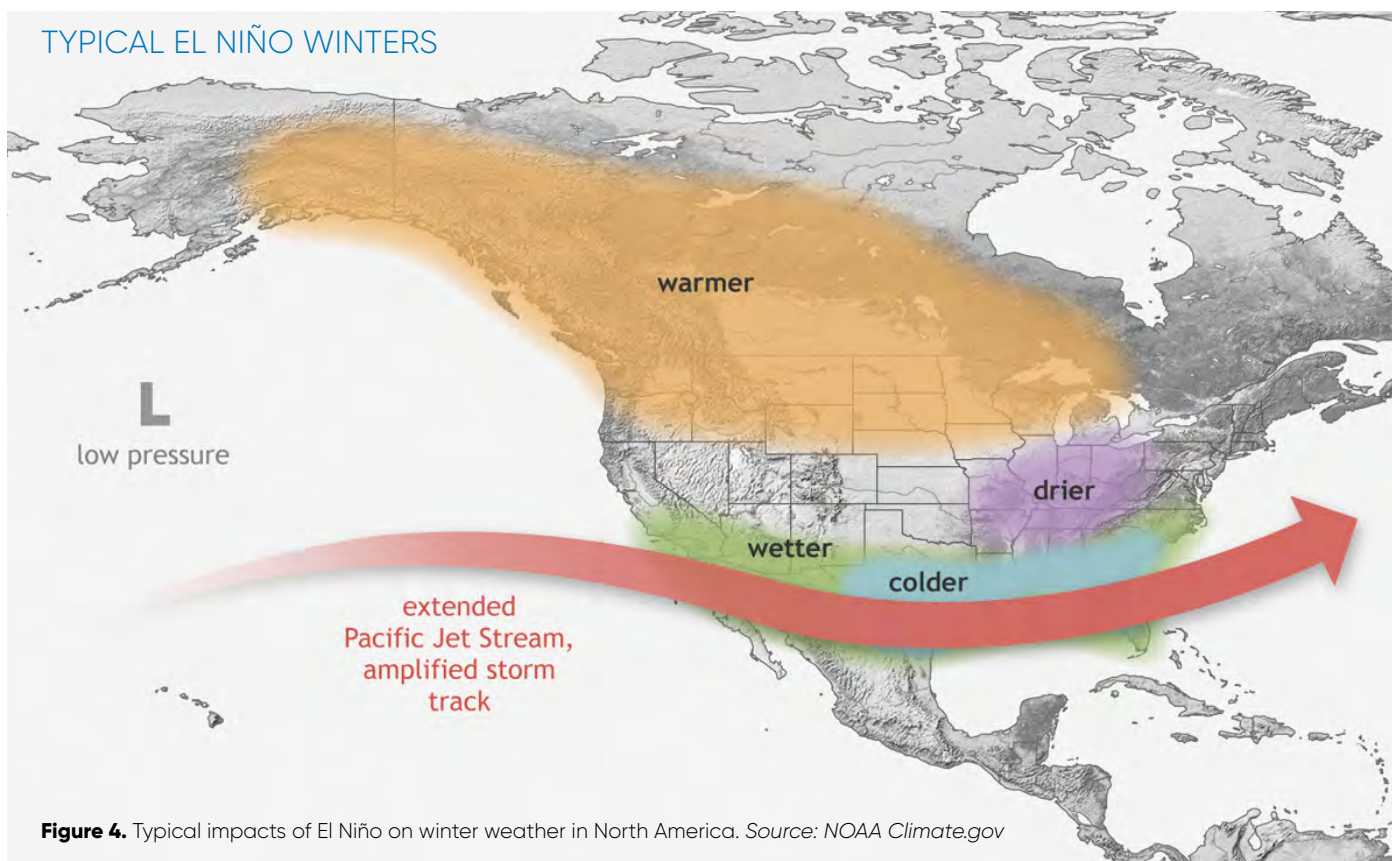 TYPICAL EL NIÑO WINTERS
warmer
L
low pressure
drier
wetter
colder
extended
Pacific Jet Stream,
amplified storm
track
Figure 4. Typical impacts of El Niño on winter weather in North America. Source: NOAA Climate.gov